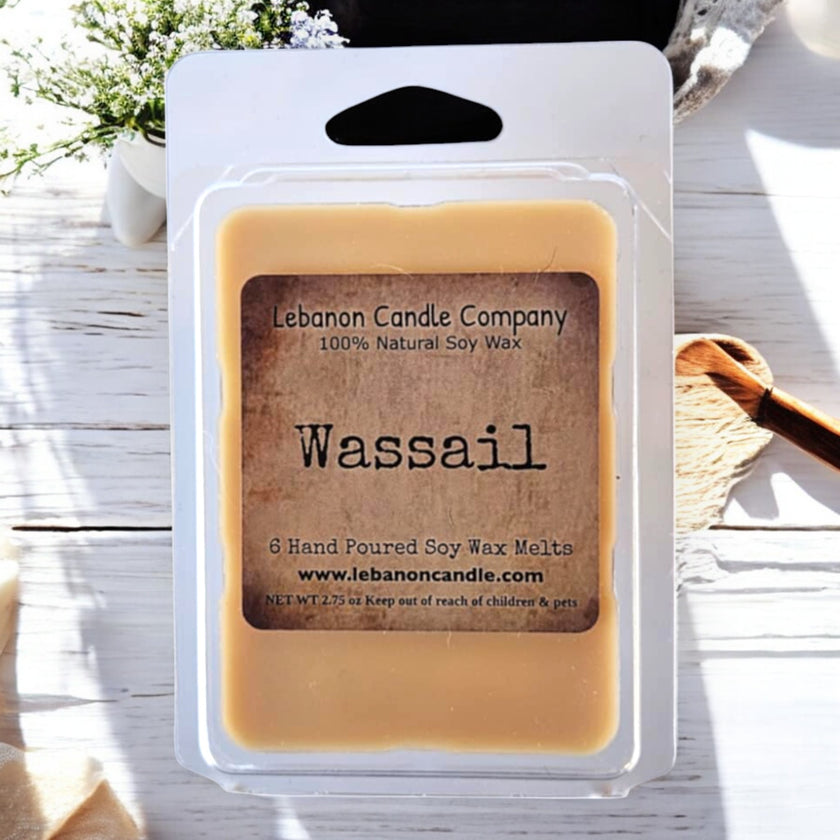 Lebanon Candle Company
100% Natural Soy Wax
Wassail
6 Hand Poured Soy Wax Melts
www.lebanoncandle.com
NET WT 2.75 oz Keep out of reach of children & pets